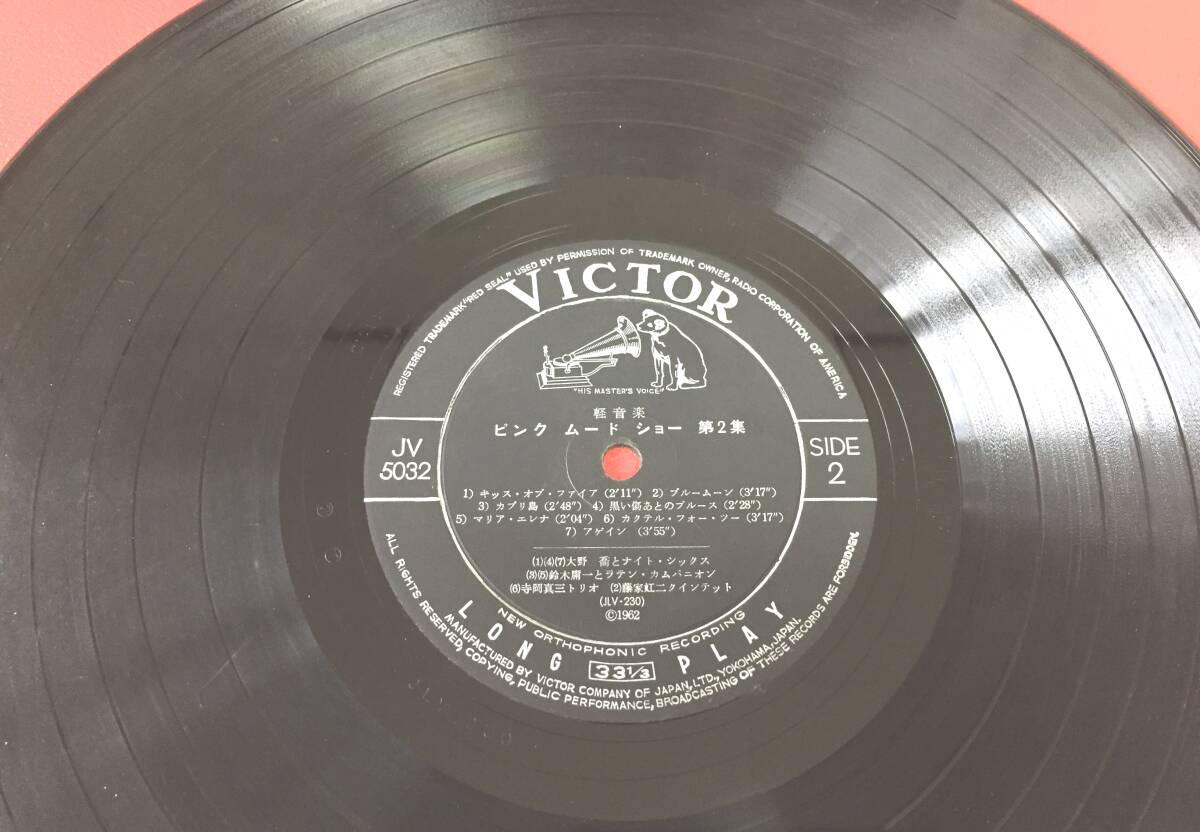 REGISTERED TRADEMARK "RED SEAL" USED BY PERMISSION OF TRADEMARK OWNER, RADIO CORPORATION OF AMERICA
VICTOR
"HIS MASTER'S VOICE"
軽音楽
ピンク ムード ショー 第2集
JV
5032
SIDE
2
1) キッス・オブ・ファイア (2'11") 2) ブルームーン (3'17")
3) カプリ島 (2'48") 4) 黒い傷あとのブルース (2'28")
5) マリア・エレナ (2'04") 6) カクテル・フォー・ツー (3'17")
7) アゲイン (3'55")
(1)(4)(7)大野 喬とナイト・シックス
(3)(5)鈴木庸一とラテン・カムパニオン
(6)寺岡真三トリオ (2)藤家虹二クインテット
(JLV・230)
©1962
NEW ORTHOPHONIC RECORDING
LONG 33 1/3 PLAY
MANUFACTURED BY VICTOR COMPANY OF JAPAN, LTD., YOKOHAMA, JAPAN.
ALL RIGHTS RESERVED, COPYING, PUBLIC PERFORMANCE, BROADCASTING OF THESE RECORDS ARE FORBIDDEN.